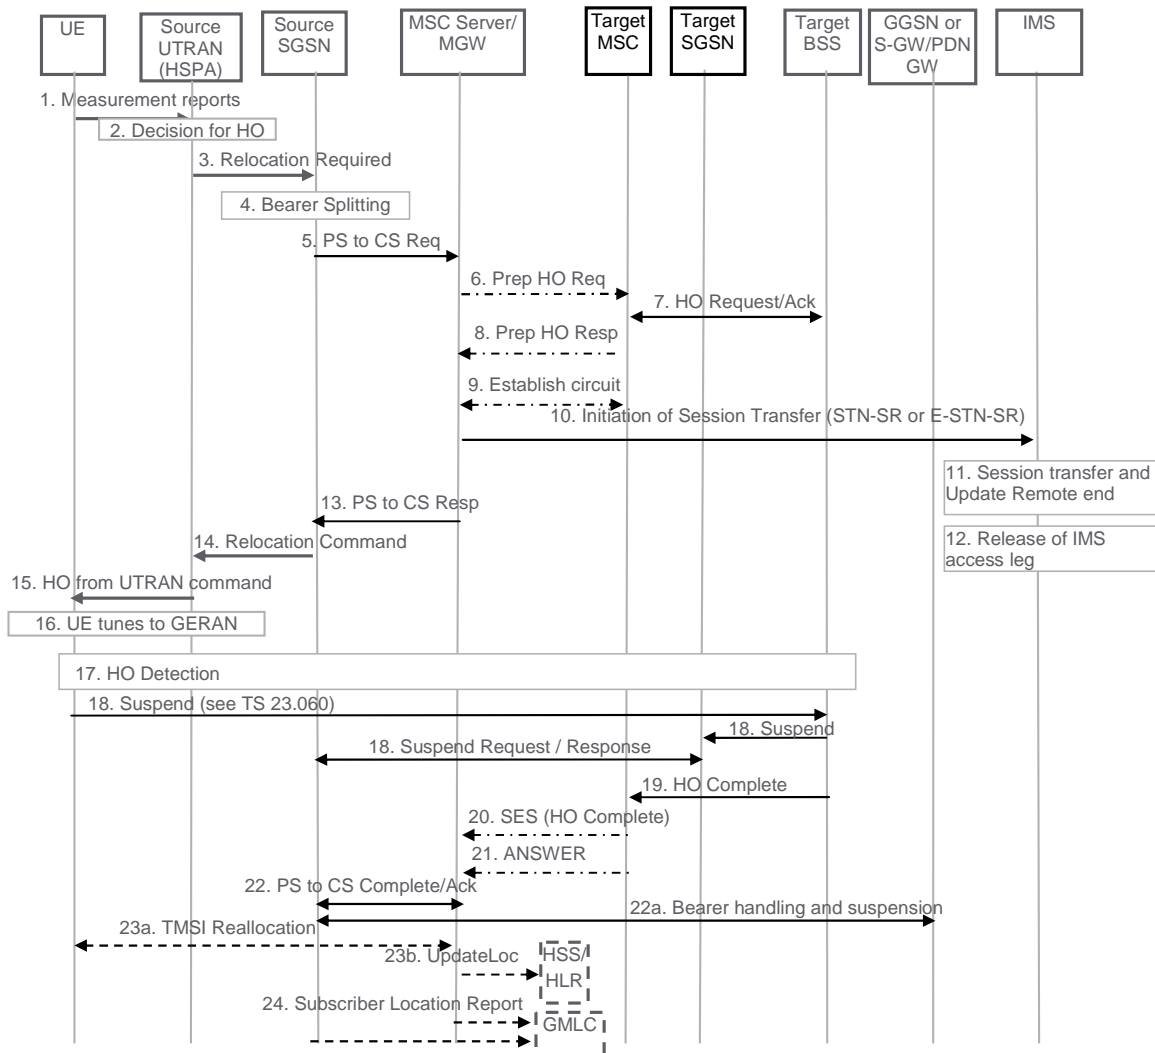 UE
Source
UTRAN
(HSPA)
Source
SGSN
MSC Server/
MGW
Target
MSC
Target
SGSN
Target
BSS
GGSN or
S-GW/PDN
GW
IMS
1. Measurement reports
2. Decision for HO
3. Relocation Required
4. Bearer Splitting
5. PS to CS Req
6. Prep HO Req
7. HO Request/Ack
8. Prep HO Resp
9. Establish circuit
10. Initiation of Session Transfer (STN-SR or E-STN-SR)
11. Session transfer and
Update Remote end
13. PS to CS Resp
12. Release of IMS
access leg
14. Relocation Command
15. HO from UTRAN command
16. UE tunes to GERAN
17. HO Detection
18. Suspend (see TS 23.060)
18. Suspend
18. Suspend Request / Response
19. HO Complete
20. SES (HO Complete)
21. ANSWER
22. PS to CS Complete/Ack
22a. Bearer handling and suspension
23a. TMSI Reallocation
23b. UpdateLoc
HSS/
HLR
24. Subscriber Location Report
GMLC